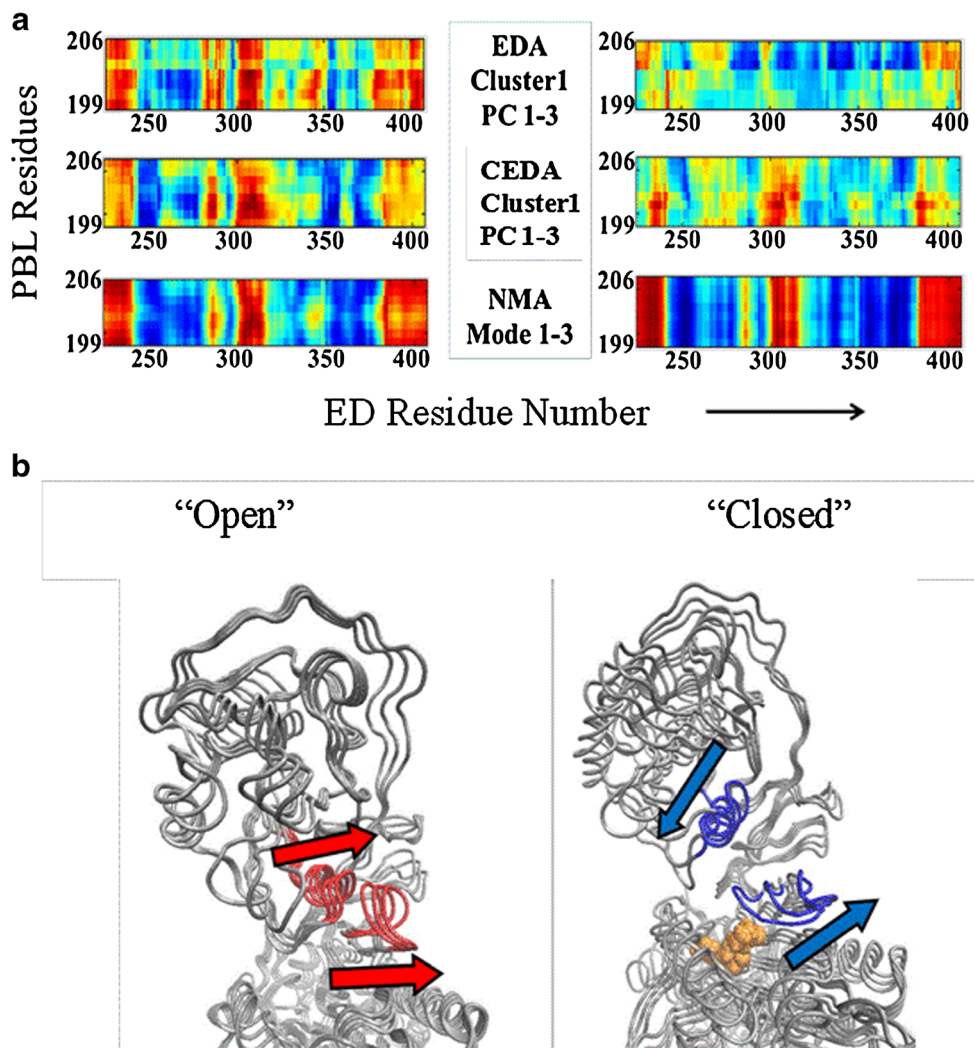 a
PBL Residues
206
199
250 300 350 400
206
199
250 300 350 400
206
199
250 300 350 400
EDA
Cluster1
PC 1-3
CEDA
Cluster1
PC 1-3
NMA
Mode 1-3
206
199
250 300 350 400
206
199
250 300 350 400
206
199
250 300 350 400
ED Residue Number
b
“Open”
“Closed”